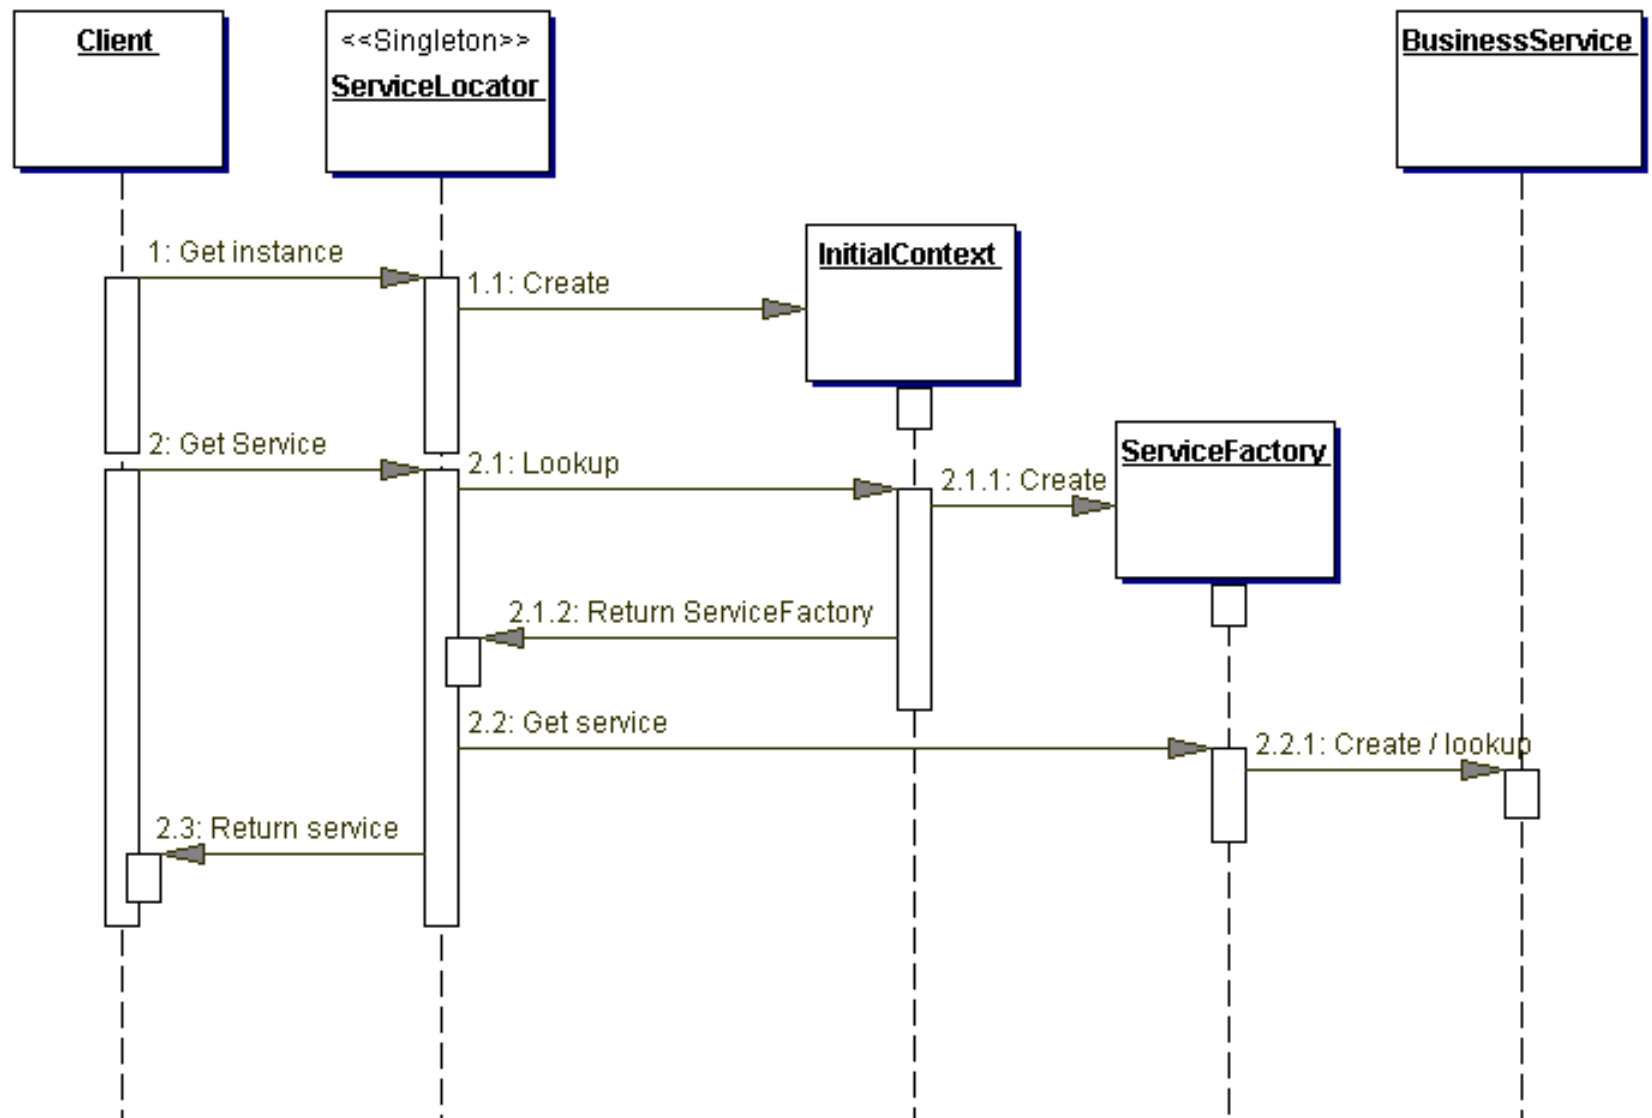 Client
<<Singleton>>
ServiceLocator
BusinessService
1: Get instance
1.1: Create
InitialContext
2: Get Service
2.1: Lookup
2.1.1: Create
ServiceFactory
2.1.2: Return ServiceFactory
2.2: Get service
2.2.1: Create / lookup
2.3: Return service